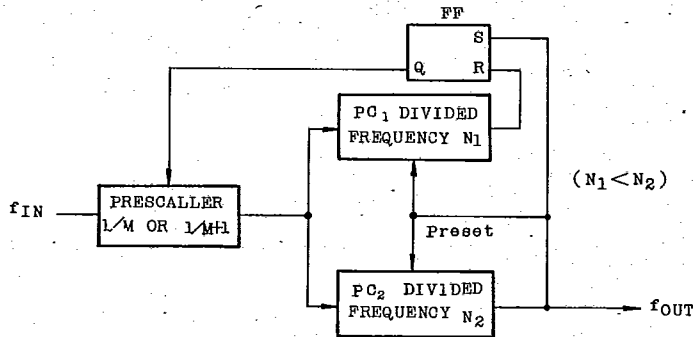 FF
S
Q R
PC₁ DIVIDED
FREQUENCY N1
(N₁<N₂)
fIN
PRESCALLER
1/M OR 1/M+1
Preset
PC₂ DIVIDED
FREQUENCY N₂
fOUT